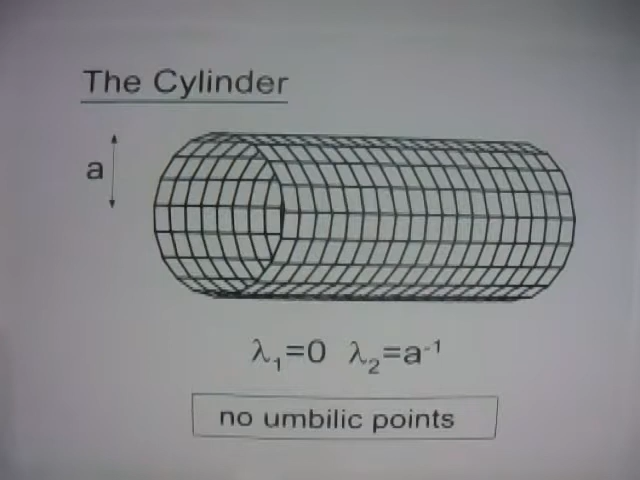 The Cylinder
a
λ₁=0 λ₂=a⁻¹
no umbilic points